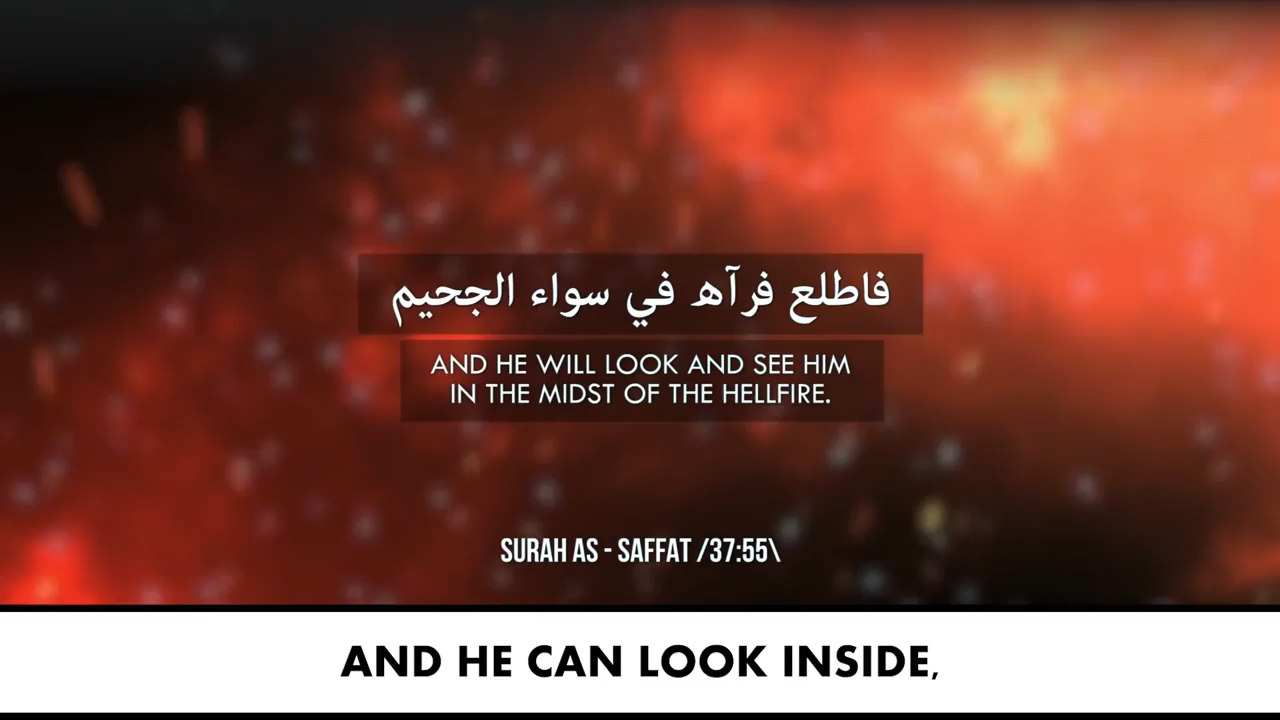 فاطلع فرآه في سواء الجحيم
AND HE WILL LOOK AND SEE HIM
IN THE MIDST OF THE HELLFIRE.
SURAH AS - SAFFAT /37:55\
AND HE CAN LOOK INSIDE,